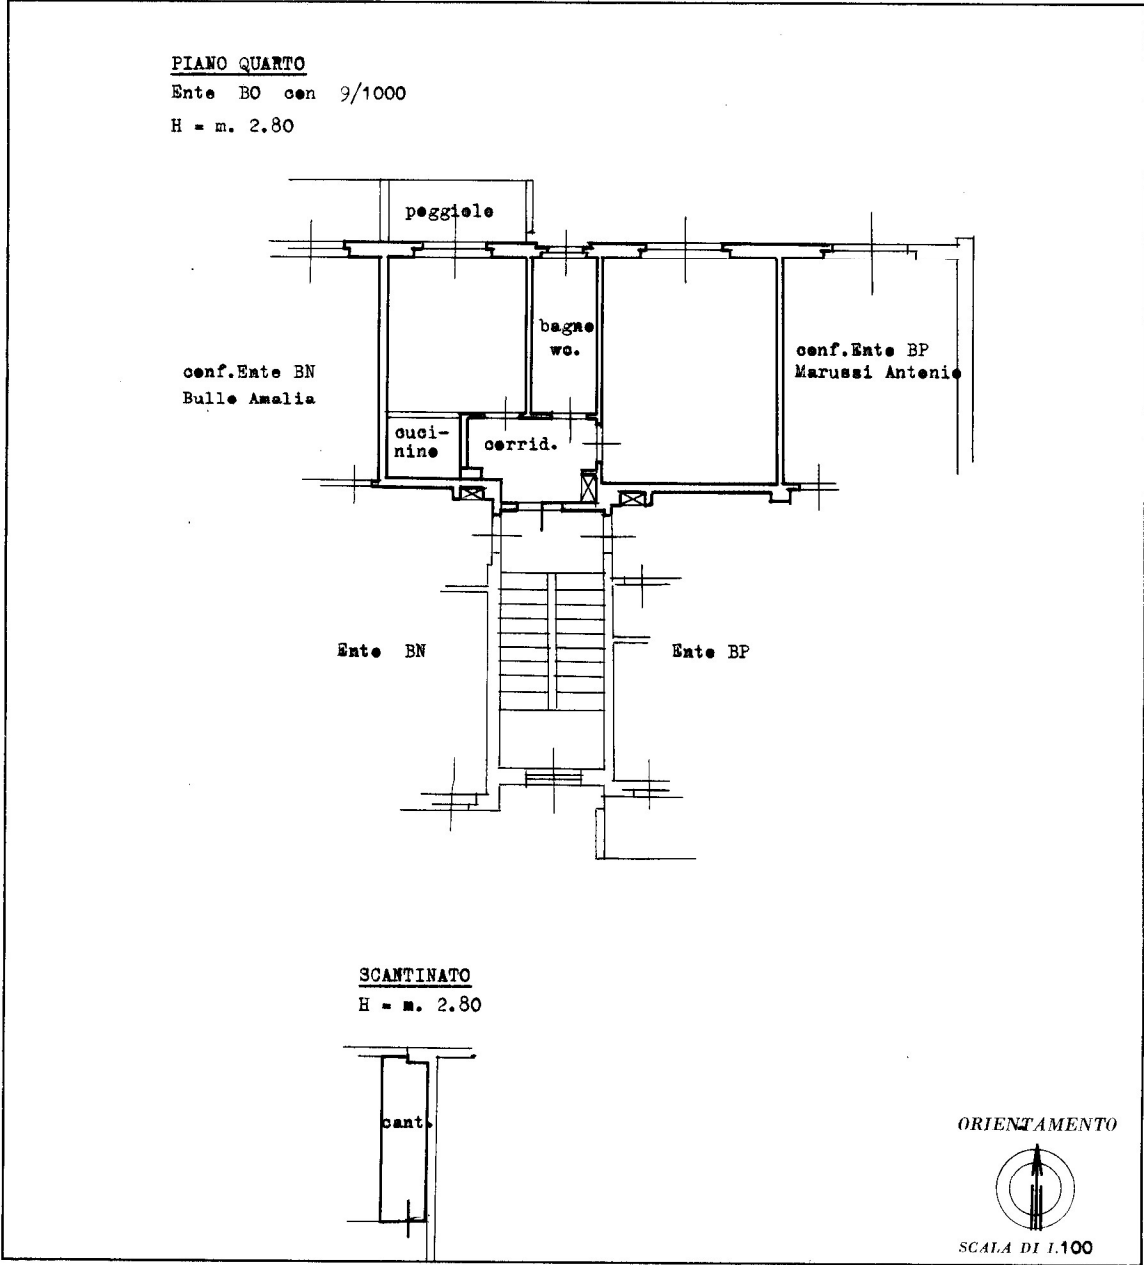 PIANO QUARTO
Ente BO con 9/1000
H = m. 2.80
poggiolo
bagno
wc.
conf.Ente BN
Bullo Amalia
conf.Ente BP
Marussi Antonio
cuci-
nino
corrid.
Ente BN
Ente BP
SCANTINATO
H = m. 2.80
cant.
ORIENTAMENTO
SCALA DI 1.100